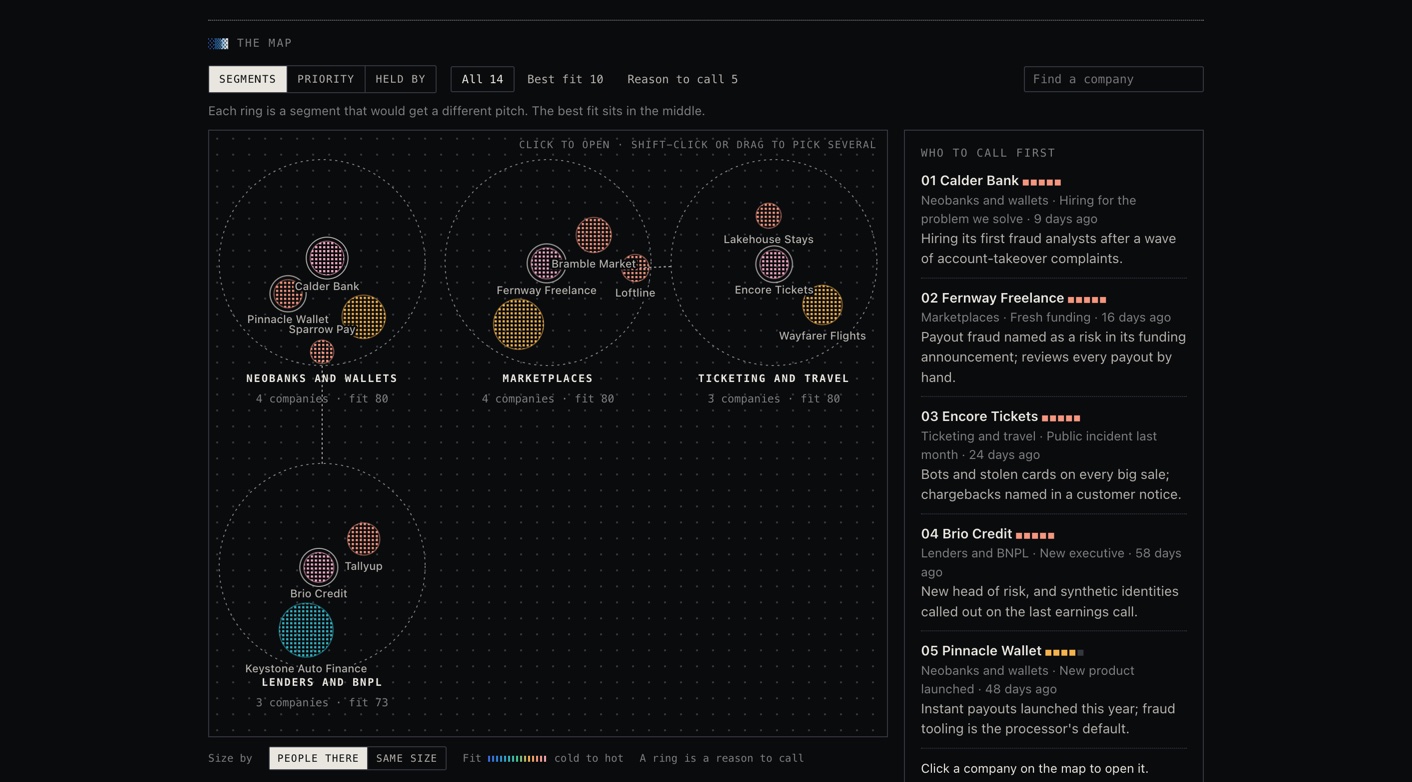 THE MAP
SEGMENTS PRIORITY HELD BY All 14 Best fit 10 Reason to call 5 Find a company
Each ring is a segment that would get a different pitch. The best fit sits in the middle.
CLICK TO OPEN · SHIFT-CLICK OR DRAG TO PICK SEVERAL
Calder Bank
Pinnacle Wallet
Sparrow Pay
NEOBANKS AND WALLETS
4 companies · fit 80
Bramble Market
Fernway Freelance
Loftline
MARKETPLACES
4 companies · fit 80
Lakehouse Stays
Encore Tickets
Wayfarer Flights
TICKETING AND TRAVEL
3 companies · fit 80
Tallyup
Brio Credit
Keystone Auto Finance
LENDERS AND BNPL
3 companies · fit 73
Size by PEOPLE THERE SAME SIZE Fit cold to hot A ring is a reason to call
WHO TO CALL FIRST
01 Calder Bank
Neobanks and wallets · Hiring for the
problem we solve · 9 days ago
Hiring its first fraud analysts after a wave
of account-takeover complaints.
02 Fernway Freelance
Marketplaces · Fresh funding · 16 days ago
Payout fraud named as a risk in its funding
announcement; reviews every payout by
hand.
03 Encore Tickets
Ticketing and travel · Public incident last
month · 24 days ago
Bots and stolen cards on every big sale;
chargebacks named in a customer notice.
04 Brio Credit
Lenders and BNPL · New executive · 58 days
ago
New head of risk, and synthetic identities
called out on the last earnings call.
05 Pinnacle Wallet
Neobanks and wallets · New product
launched · 48 days ago
Instant payouts launched this year; fraud
tooling is the processor's default.
Click a company on the map to open it.